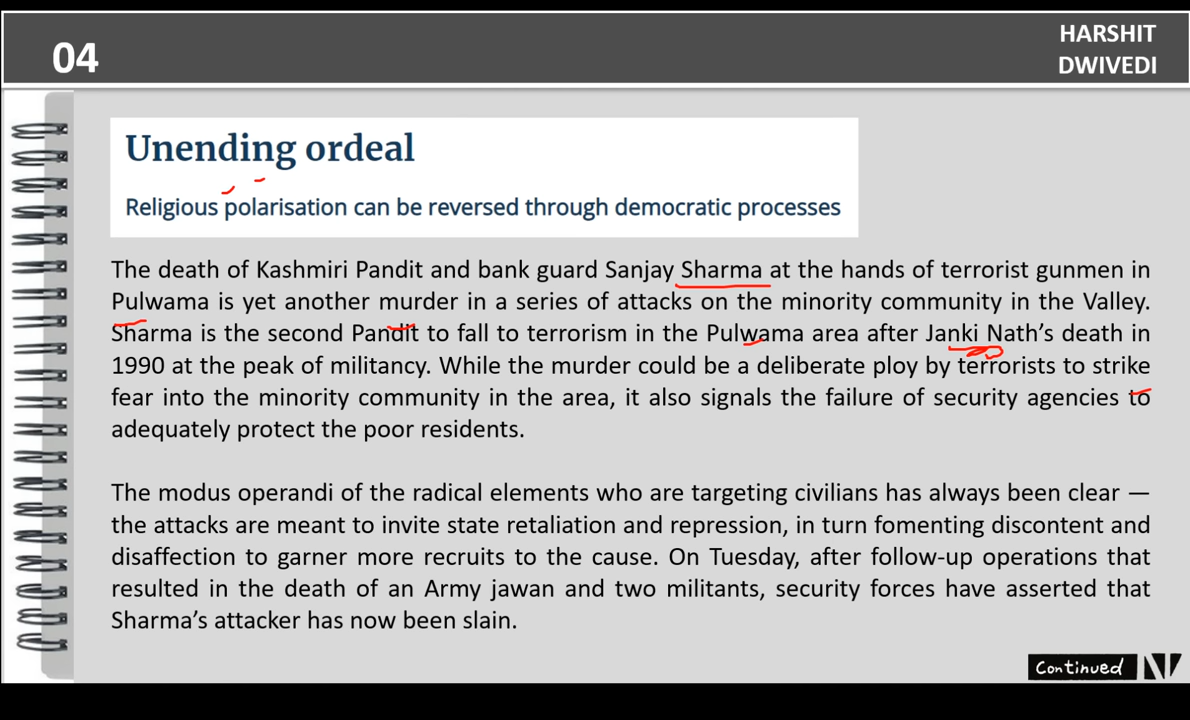 04
HARSHIT
DWIVEDI
Unending ordeal
Religious polarisation can be reversed through democratic processes
The death of Kashmiri Pandit and bank guard Sanjay Sharma at the hands of terrorist gunmen in
Pulwama is yet another murder in a series of attacks on the minority community in the Valley.
Sharma is the second Pandit to fall to terrorism in the Pulwama area after Janki Nath’s death in
1990 at the peak of militancy. While the murder could be a deliberate ploy by terrorists to strike
fear into the minority community in the area, it also signals the failure of security agencies to
adequately protect the poor residents.
The modus operandi of the radical elements who are targeting civilians has always been clear —
the attacks are meant to invite state retaliation and repression, in turn fomenting discontent and
disaffection to garner more recruits to the cause. On Tuesday, after follow-up operations that
resulted in the death of an Army jawan and two militants, security forces have asserted that
Sharma’s attacker has now been slain.
Continued